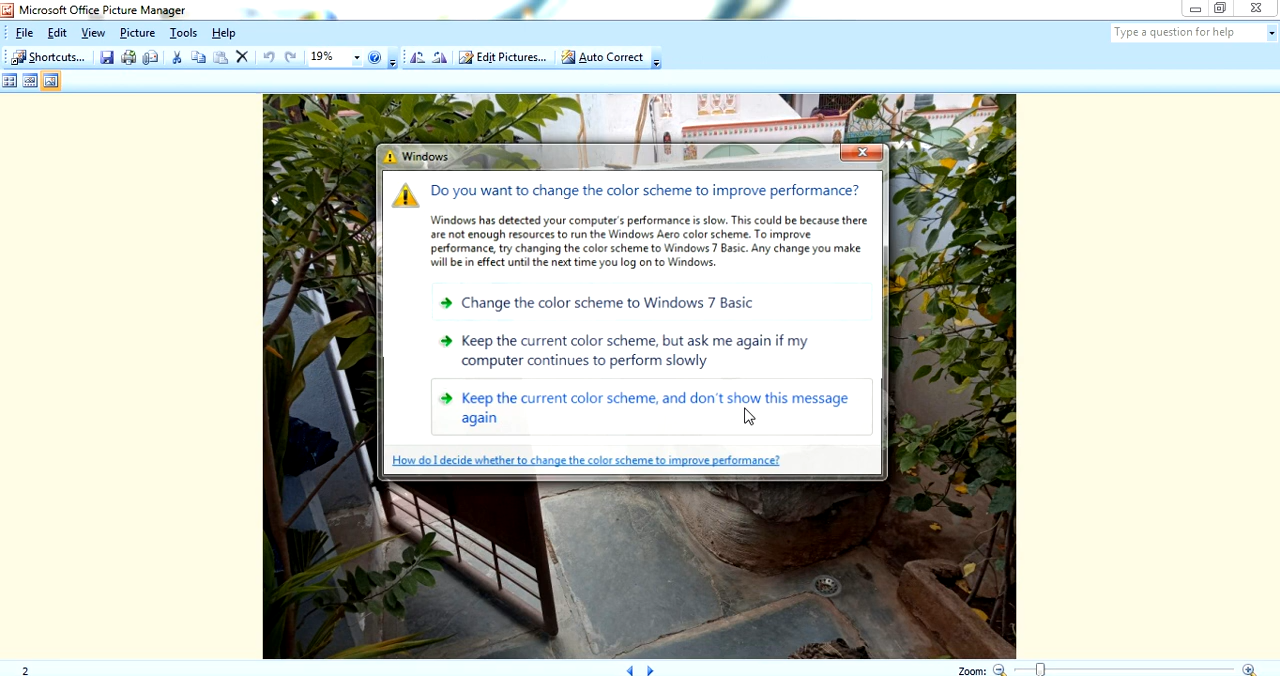 Microsoft Office Picture Manager
File Edit View Picture Tools Help
Type a question for help
Shortcuts... 19% Edit Pictures... Auto Correct
Windows
Do you want to change the color scheme to improve performance?
Windows has detected your computer's performance is slow. This could be because there
are not enough resources to run the Windows Aero color scheme. To improve
performance, try changing the color scheme to Windows 7 Basic. Any change you make
will be in effect until the next time you log on to Windows.
Change the color scheme to Windows 7 Basic
Keep the current color scheme, but ask me again if my
computer continues to perform slowly
Keep the current color scheme, and don't show this message
again
How do I decide whether to change the color scheme to improve performance?
2 Zoom: